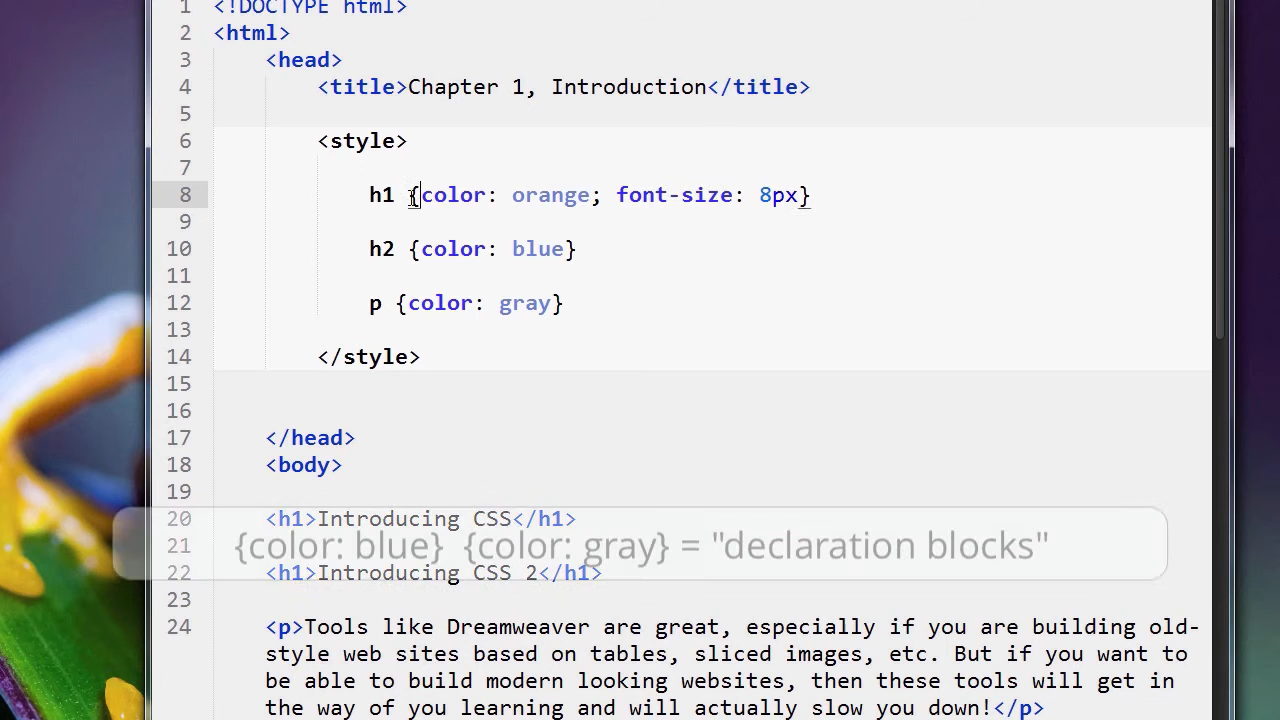 1 <!DOCTYPE html>
2 <html>
3 <head>
4 <title>Chapter 1, Introduction</title>
5
6 <style>
7
8 h1 {color: orange; font-size: 8px}
9
10 h2 {color: blue}
11
12 p {color: gray}
13
14 </style>
15
16
17 </head>
18 <body>
19
20 <h1>Introducing CSS</h1>
21
{color: blue} {color: gray} = "declaration blocks"
22 <h1>Introducing CSS 2</h1>
23
24 <p>Tools like Dreamweaver are great, especially if you are building old-
style web sites based on tables, sliced images, etc. But if you want to
be able to build modern looking websites, then these tools will get in
the way of you learning and will actually slow you down!</p>